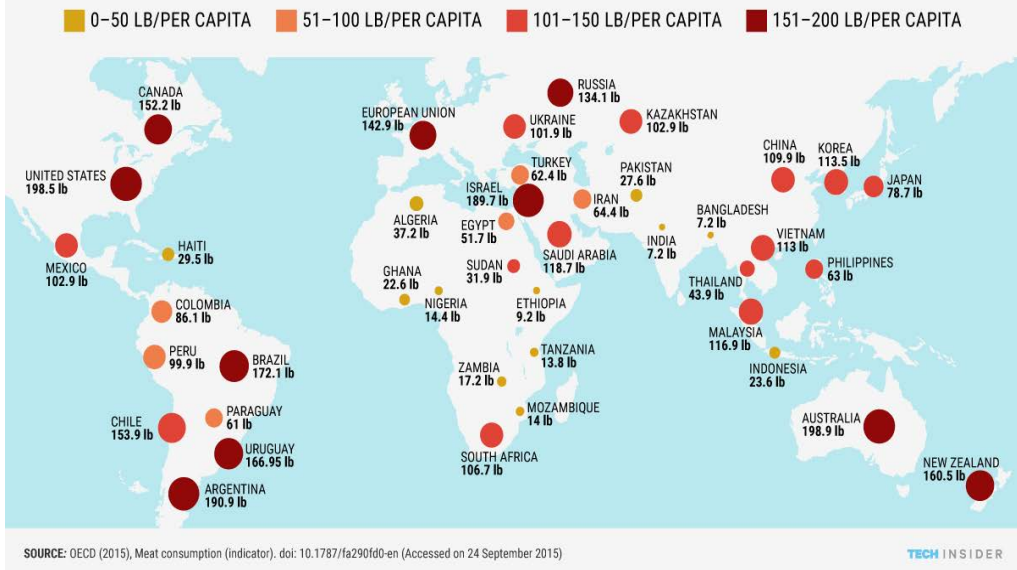 0–50 LB/PER CAPITA
51–100 LB/PER CAPITA
101–150 LB/PER CAPITA
151–200 LB/PER CAPITA
CANADA
152.2 lb
UNITED STATES
198.5 lb
MEXICO
102.9 lb
HAITI
29.5 lb
COLOMBIA
86.1 lb
PERU
99.9 lb
BRAZIL
172.1 lb
CHILE
153.9 lb
PARAGUAY
61 lb
URUGUAY
166.95 lb
ARGENTINA
190.9 lb
EUROPEAN UNION
142.9 lb
RUSSIA
134.1 lb
UKRAINE
101.9 lb
KAZAKHSTAN
102.9 lb
TURKEY
62.4 lb
ISRAEL
189.7 lb
ALGERIA
37.2 lb
EGYPT
51.7 lb
IRAN
64.4 lb
PAKISTAN
27.6 lb
SAUDI ARABIA
118.7 lb
SUDAN
31.9 lb
GHANA
22.6 lb
NIGERIA
14.4 lb
ETHIOPIA
9.2 lb
TANZANIA
13.8 lb
ZAMBIA
17.2 lb
MOZAMBIQUE
14 lb
SOUTH AFRICA
106.7 lb
CHINA
109.9 lb
KOREA
113.5 lb
JAPAN
78.7 lb
BANGLADESH
7.2 lb
INDIA
7.2 lb
VIETNAM
113 lb
THAILAND
43.9 lb
PHILIPPINES
63 lb
MALAYSIA
116.9 lb
INDONESIA
23.6 lb
AUSTRALIA
198.9 lb
NEW ZEALAND
160.5 lb
SOURCE: OECD (2015), Meat consumption (indicator). doi: 10.1787/fa290fd0-en (Accessed on 24 September 2015)
TECH INSIDER